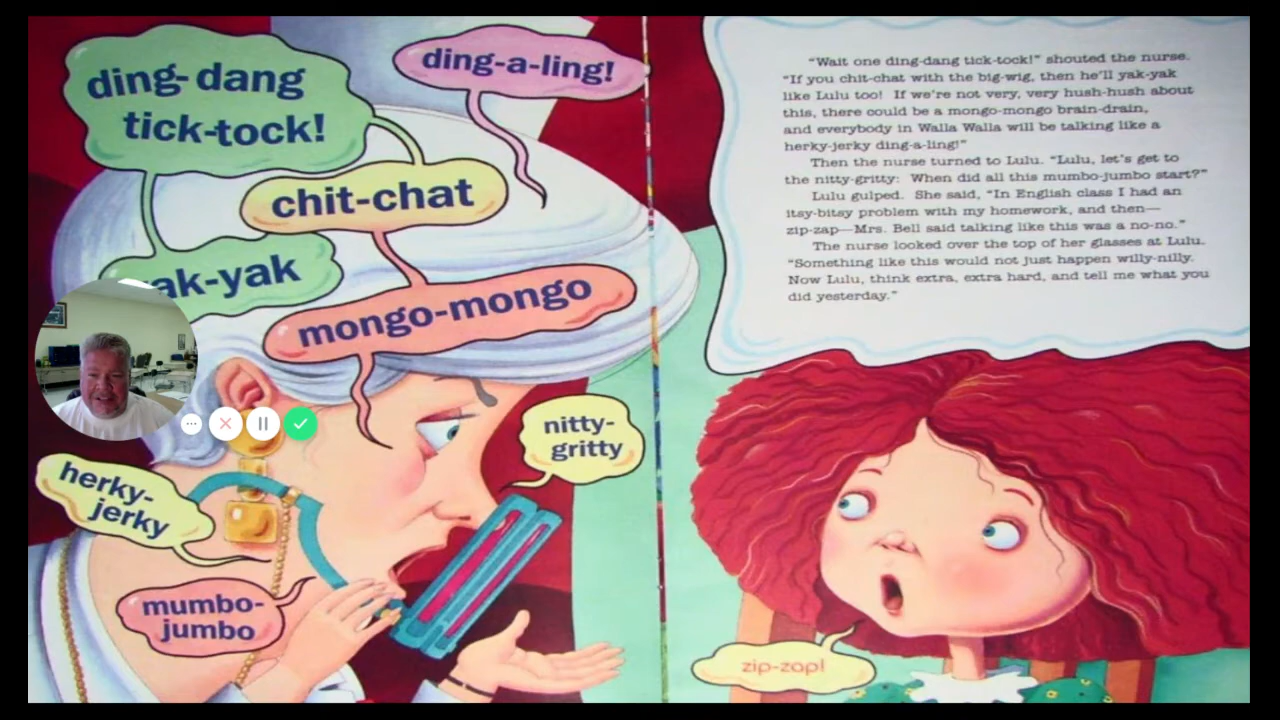 ding-dang
tick-tock!
ding-a-ling!
chit-chat
ak-yak
mongo-mongo
nitty-
gritty
herky-
jerky
mumbo-
jumbo
"Wait one ding-dang tick-tock!" shouted the nurse.
"If you chit-chat with the big-wig, then he'll yak-yak
like Lulu too!  If we're not very, very hush-hush about
this, there could be a mongo-mongo brain-drain,
and everybody in Walla Walla will be talking like a
herky-jerky ding-a-ling!"
Then the nurse turned to Lulu.  "Lulu, let's get to
the nitty-gritty:  When did all this mumbo-jumbo start?"
Lulu gulped.  She said, "In English class I had an
itsy-bitsy problem with my homework, and then—
zip-zap—Mrs. Bell said talking like this was a no-no."
The nurse looked over the top of her glasses at Lulu.
"Something like this would not just happen willy-nilly.
Now Lulu, think extra, extra hard, and tell me what you
did yesterday."
zip-zap!